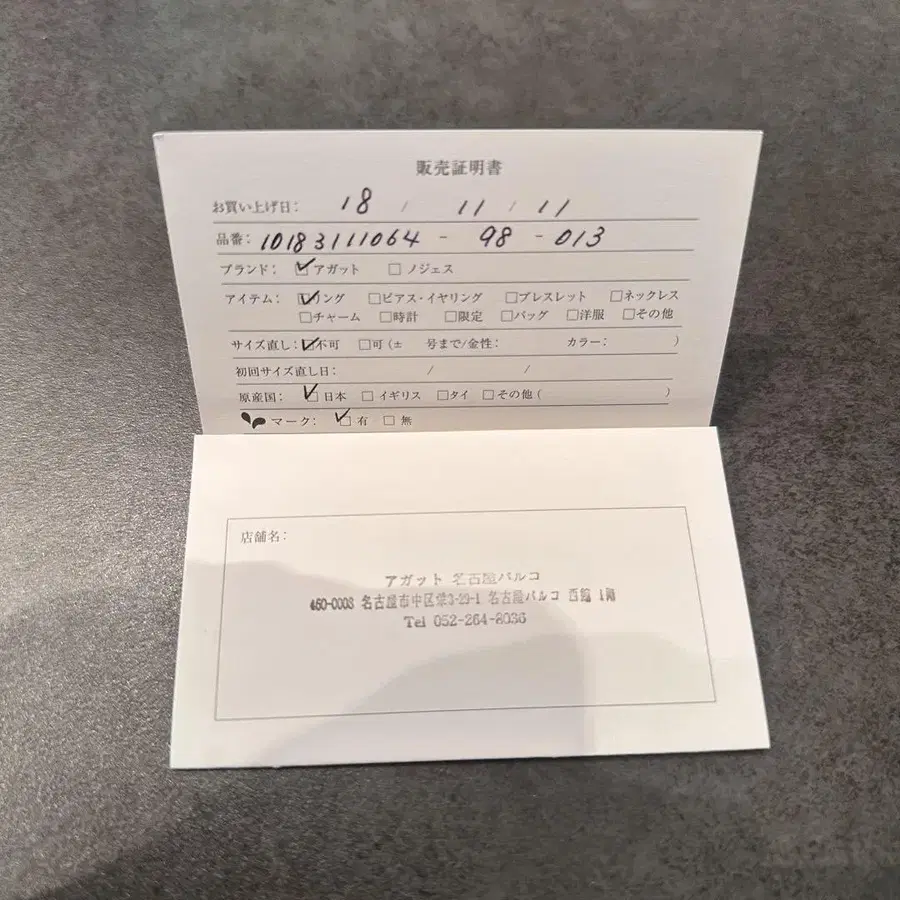 販売証明書
お買い上げ日: 18 / 11 / 11
品番: 10183111064 - 98 - 013
ブランド: ☑アガット □ノジェス
アイテム: ☑リング □ピアス・イヤリング □ブレスレット □ネックレス
□チャーム □時計 □限定 □バッグ □洋服 □その他
サイズ直し: ☑不可 □可(± 号まで/金性: カラー: )
初回サイズ直し日: / /
原産国: ☑日本 □イギリス □タイ □その他( )
マーク: ☑有 □無
店舗名:
アガット 名古屋パルコ
460-0008 名古屋市中区栄3-29-1 名古屋パルコ 西館 1階
Tel 052-264-8036